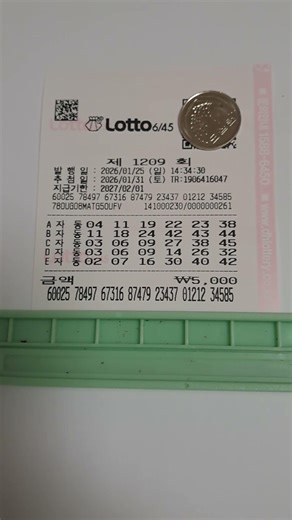 Lotto 6/45
제 1209 회
발 행 일 : 2026/01/25 (일) 14:34:30
추 첨 일 : 2026/01/31 (토) TR:1906416047
지급기한 : 2027/02/01
60025 78497 67316 87479 23437 01212 34585
141000230/0000000261
A 자 동 04 11 19 22 23 38
B 자 동 11 18 24 42 43 44
C 자 동 03 06 09 27 38 45
D 자 동 03 06 09 14 26 32
E 자 동 02 07 16 30 40 42
금액 ₩5,000
60025 78497 67316 87479 23437 01212 34585